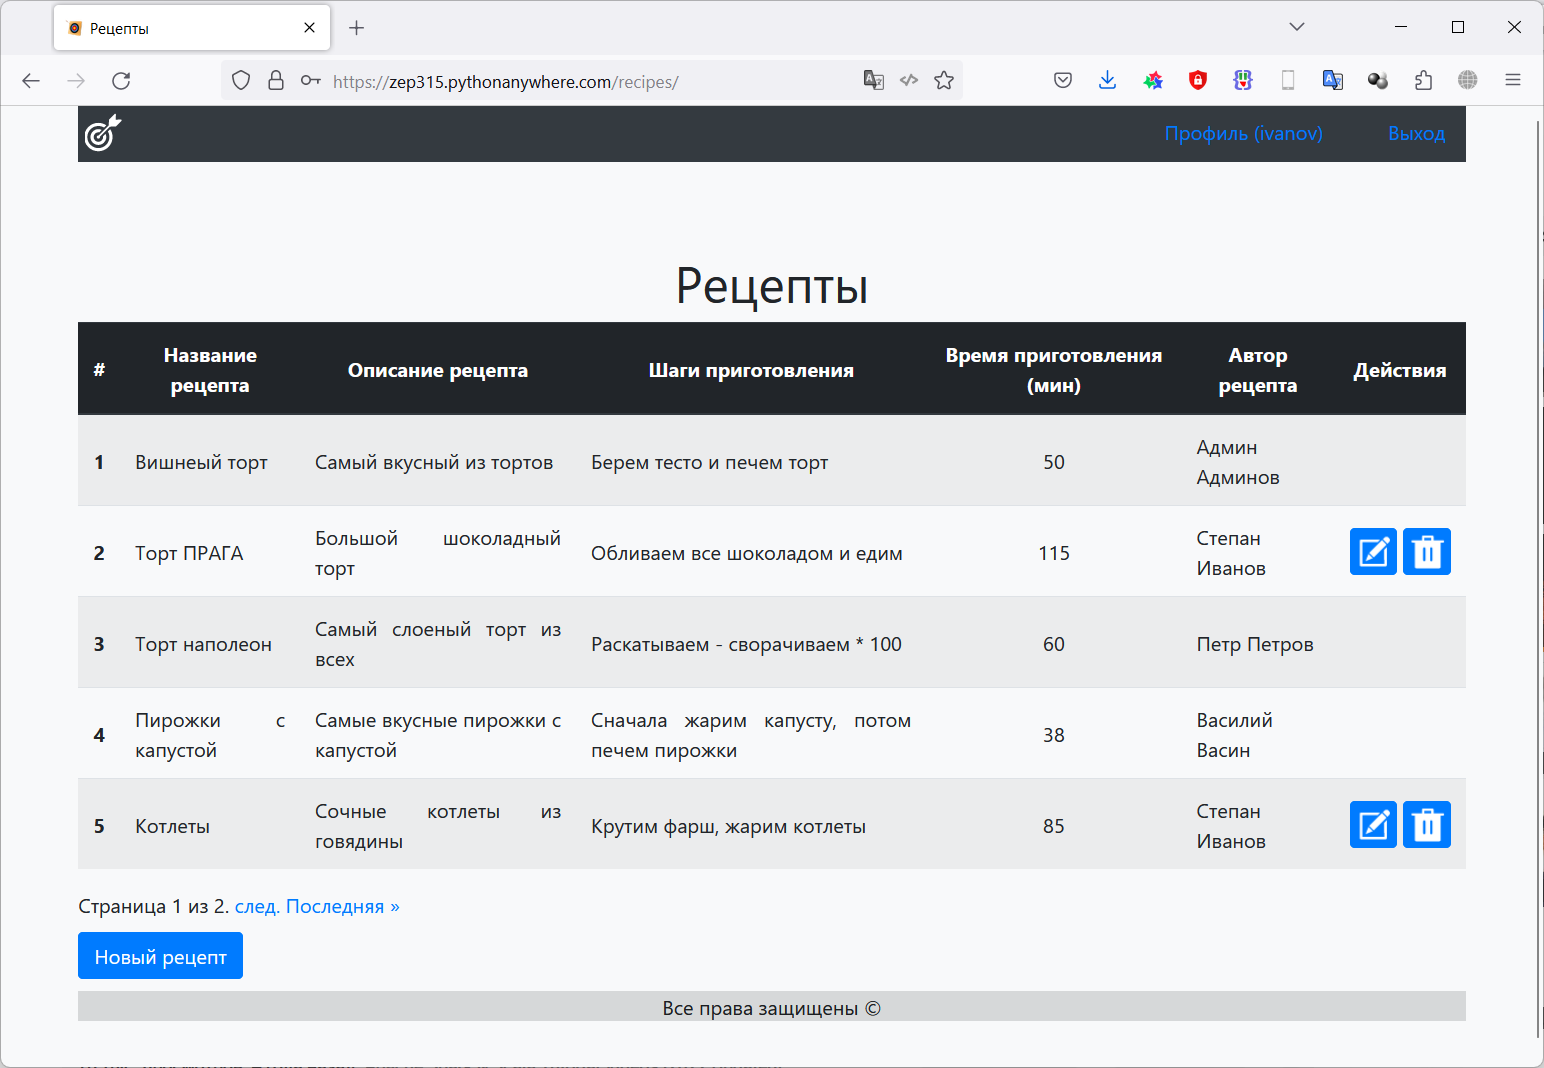 Рецепты
https://zep315.pythonanywhere.com/recipes/
Профиль (ivanov) Выход
Рецепты
# Название рецепта Описание рецепта Шаги приготовления Время приготовления (мин) Автор рецепта Действия
1 Вишнеый торт Самый вкусный из тортов Берем тесто и печем торт 50 Админ Админов
2 Торт ПРАГА Большой шоколадный торт Обливаем все шоколадом и едим 115 Степан Иванов
3 Торт наполеон Самый слоеный торт из всех Раскатываем - сворачиваем * 100 60 Петр Петров
4 Пирожки с капустой Самые вкусные пирожки с капустой Сначала жарим капусту, потом печем пирожки 38 Василий Васин
5 Котлеты Сочные котлеты из говядины Крутим фарш, жарим котлеты 85 Степан Иванов
Страница 1 из 2. след. Последняя »
Новый рецепт
Все права защищены ©